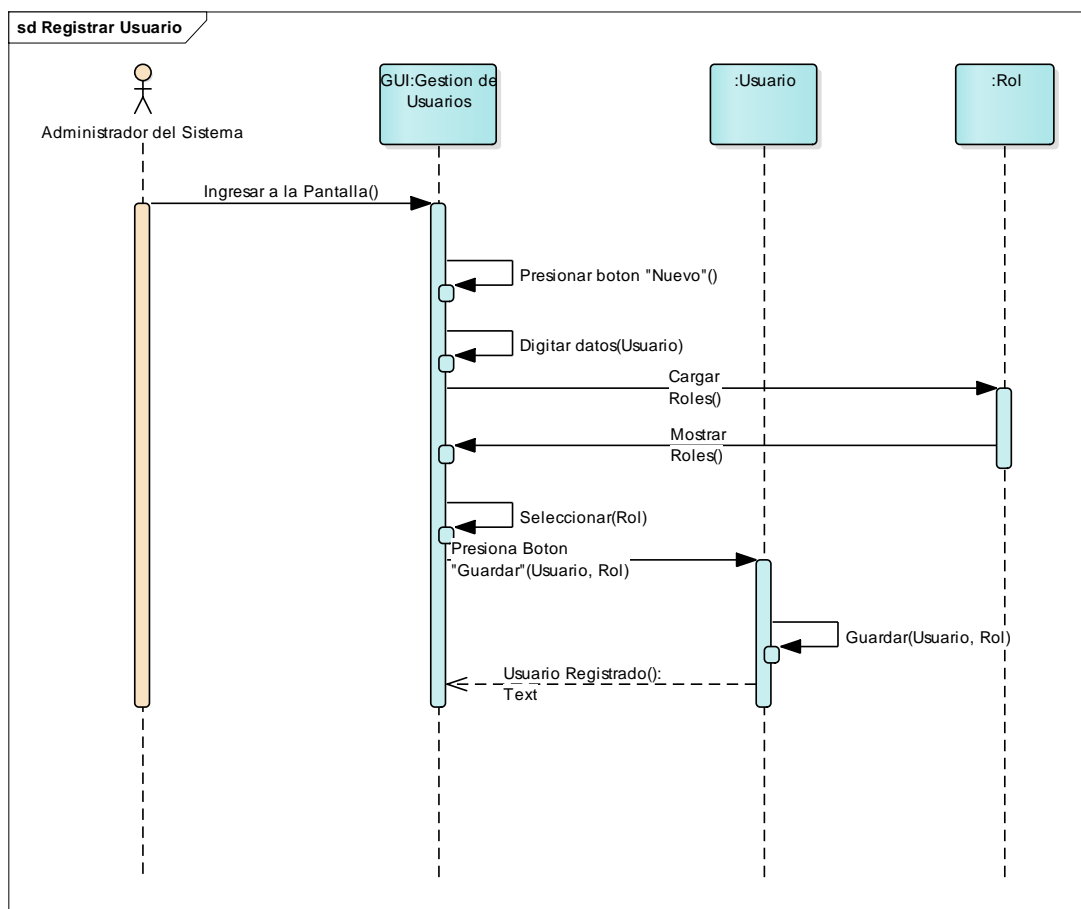 sd Registrar Usuario
Administrador del Sistema
GUI:Gestion de
Usuarios
:Usuario
:Rol
Ingresar a la Pantalla()
Presionar boton "Nuevo"()
Digitar datos(Usuario)
Cargar
Roles()
Mostrar
Roles()
Seleccionar(Rol)
Presiona Boton
"Guardar"(Usuario, Rol)
Guardar(Usuario, Rol)
Usuario Registrado():
Text